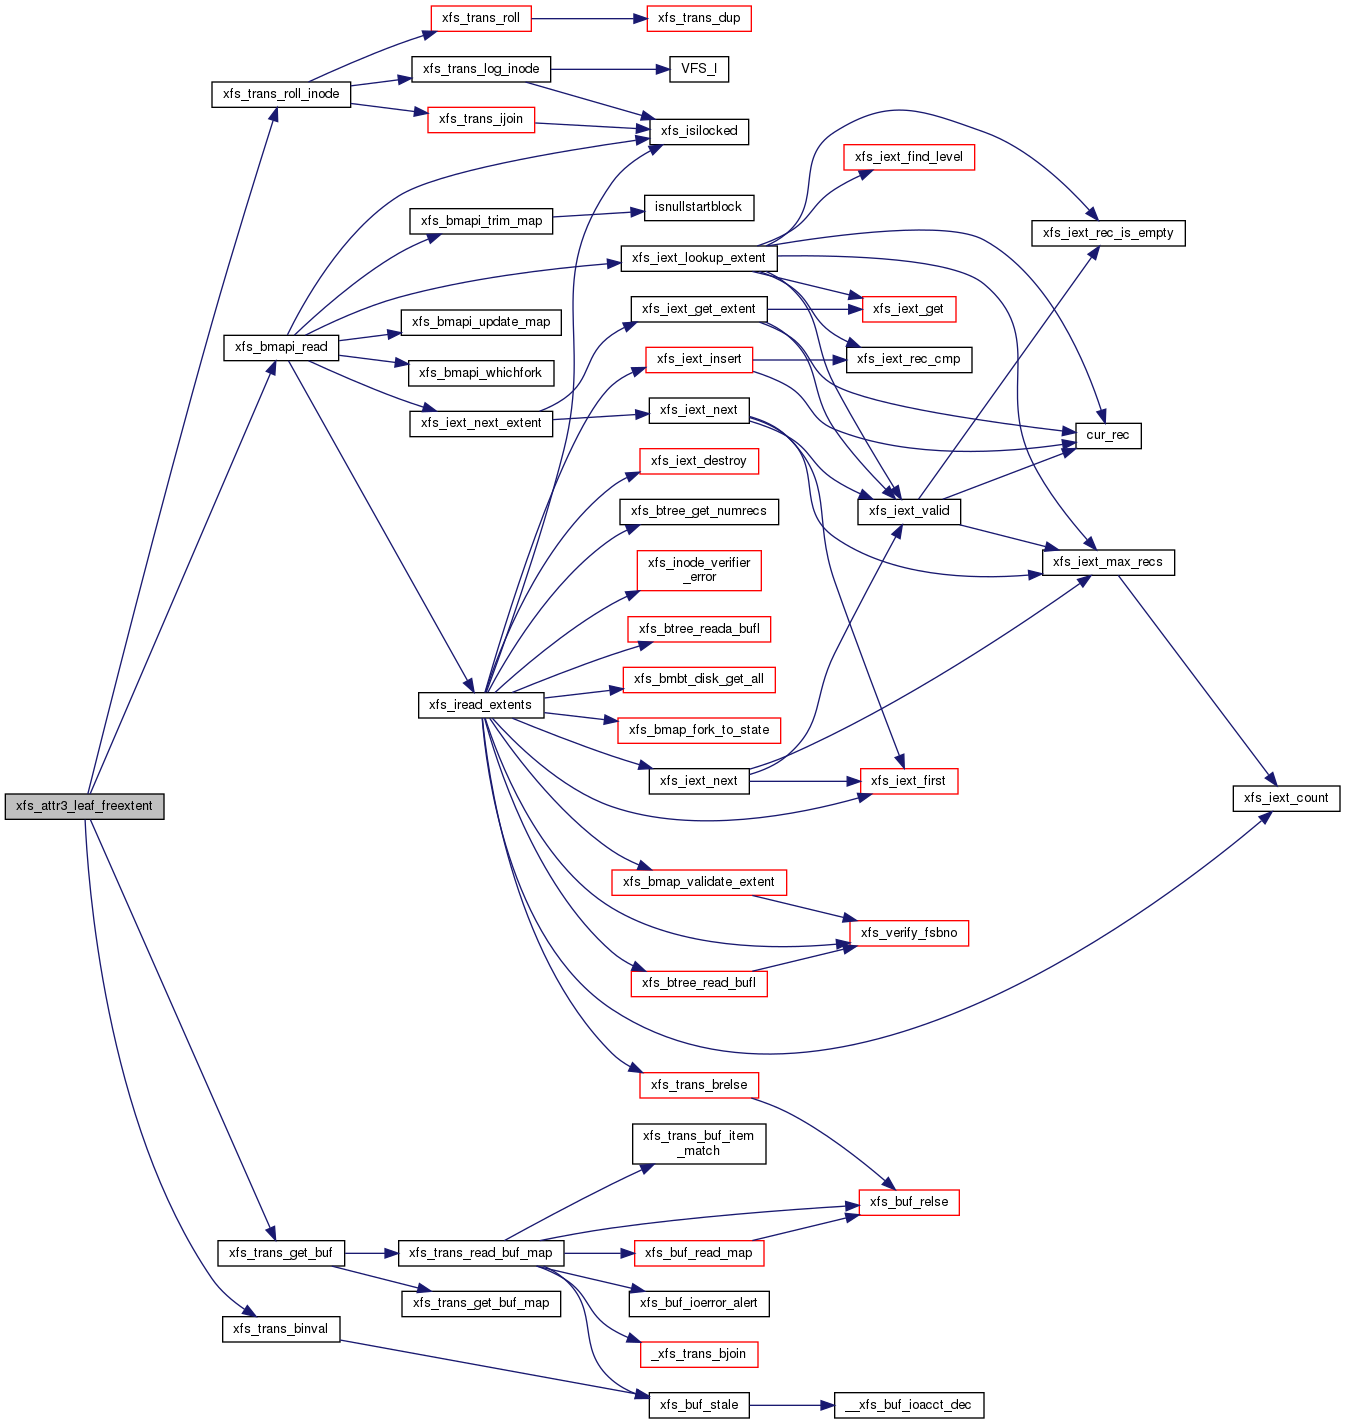 xfs_trans_roll
xfs_trans_dup
xfs_trans_log_inode
VFS_I
xfs_trans_roll_inode
xfs_trans_ijoin
xfs_isilocked
xfs_iext_find_level
isnullstartblock
xfs_bmapi_trim_map
xfs_iext_rec_is_empty
xfs_iext_lookup_extent
xfs_iext_get_extent
xfs_iext_get
xfs_bmapi_update_map
xfs_bmapi_read
xfs_iext_insert
xfs_iext_rec_cmp
xfs_bmapi_whichfork
xfs_iext_next
xfs_iext_next_extent
cur_rec
xfs_iext_destroy
xfs_btree_get_numrecs
xfs_iext_valid
xfs_inode_verifier
_error
xfs_iext_max_recs
xfs_btree_reada_bufl
xfs_bmbt_disk_get_all
xfs_iread_extents
xfs_bmap_fork_to_state
xfs_iext_next
xfs_iext_first
xfs_iext_count
xfs_attr3_leaf_freextent
xfs_bmap_validate_extent
xfs_verify_fsbno
xfs_btree_read_bufl
xfs_trans_brelse
xfs_trans_buf_item
_match
xfs_buf_relse
xfs_trans_get_buf
xfs_trans_read_buf_map
xfs_buf_read_map
xfs_trans_get_buf_map
xfs_buf_ioerror_alert
xfs_trans_binval
_xfs_trans_bjoin
xfs_buf_stale
__xfs_buf_ioacct_dec